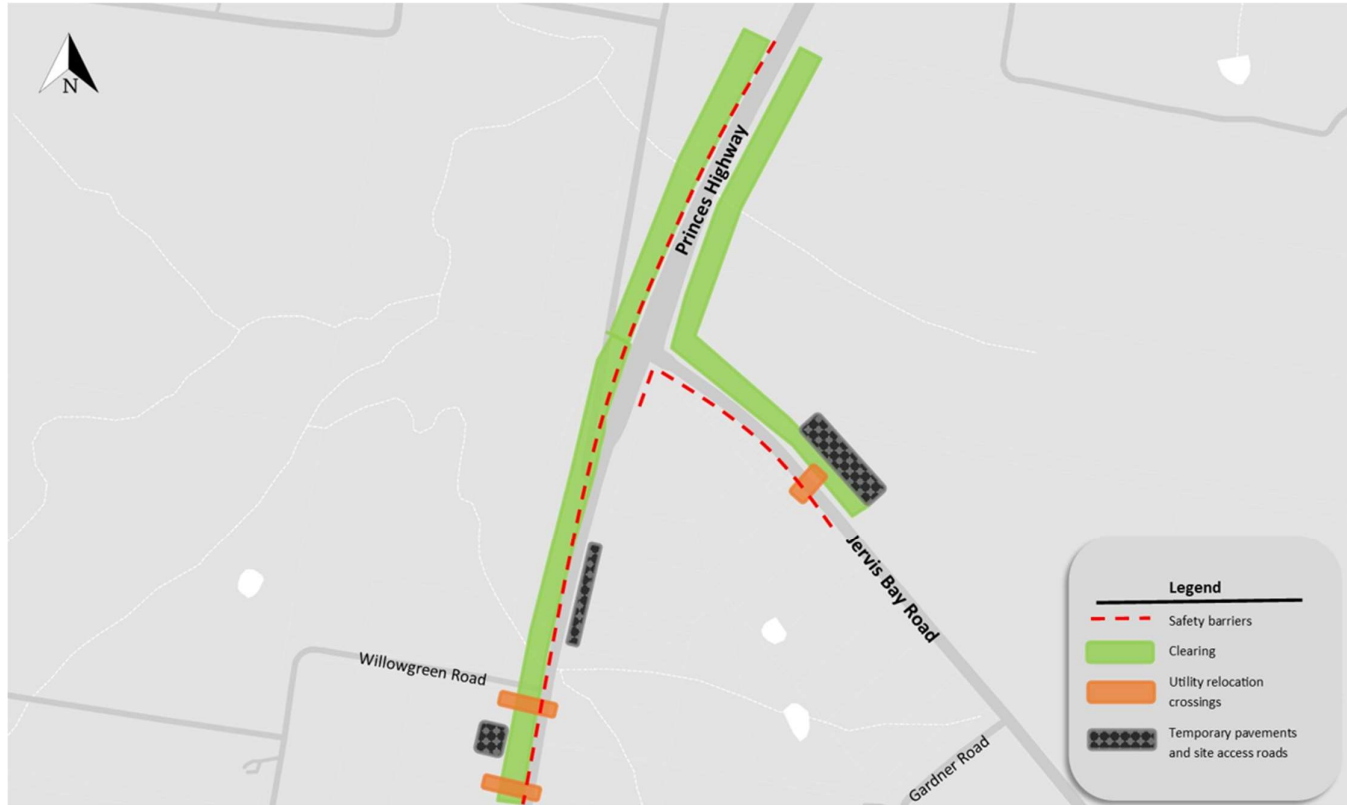 N
Princes Highway
Jervis Bay Road
Willowgreen Road
Gardner Road
Legend
Safety barriers
Clearing
Utility relocation
crossings
Temporary pavements
and site access roads